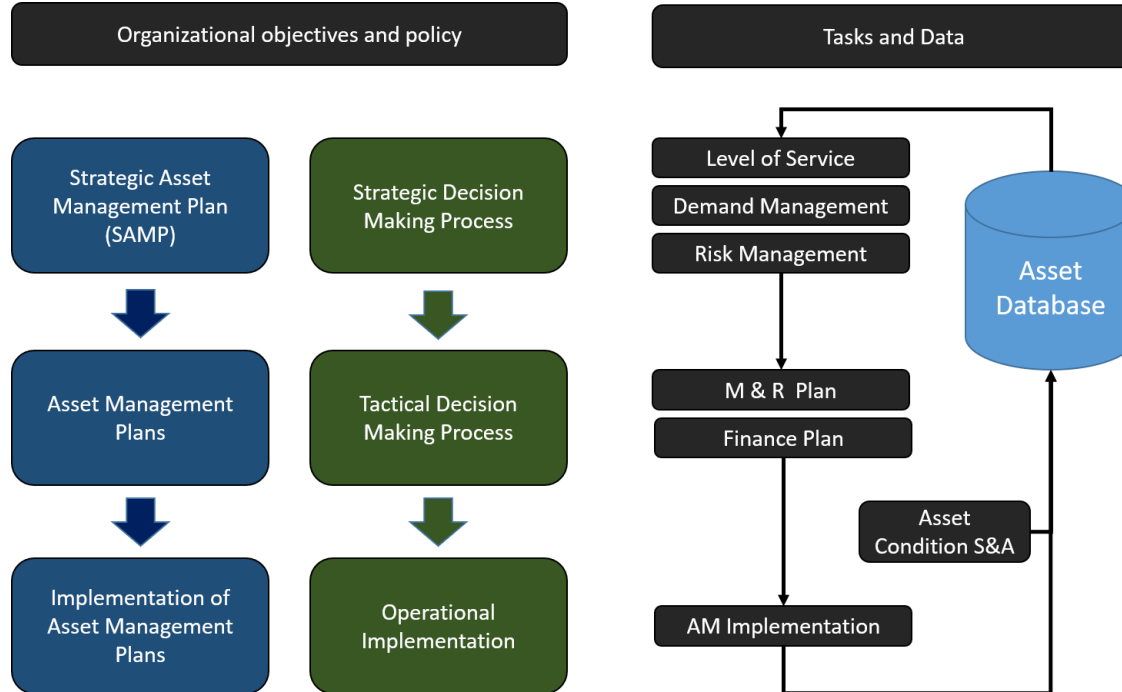 Organizational objectives and policy
Tasks and Data
Strategic Asset
Management Plan
(SAMP)
Strategic Decision
Making Process
Level of Service
Demand Management
Risk Management
Asset
Database
Asset Management
Plans
Tactical Decision
Making Process
M & R  Plan
Finance Plan
Asset
Condition S&A
Implementation of
Asset Management
Plans
Operational
Implementation
AM Implementation